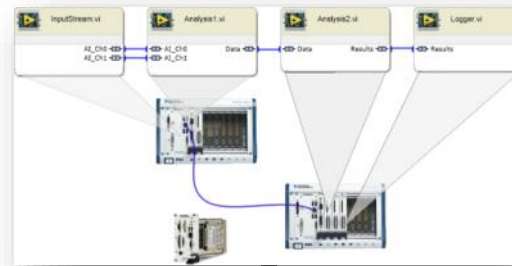 InputStream.vi
AI_Ch0
AI_Ch1
Analysis1.vi
AI_Ch0
AI_Ch1
Data
Analysis2.vi
Data
Results
Logger.vi
Results